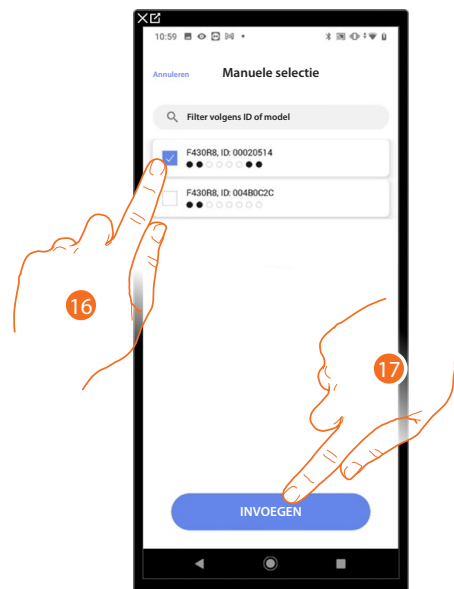 10:59
Annuleren Manuele selectie
Filter volgens ID of model
F430R8, ID: 00020514
F430R8, ID: 004B0C2C
16
17
INVOEGEN